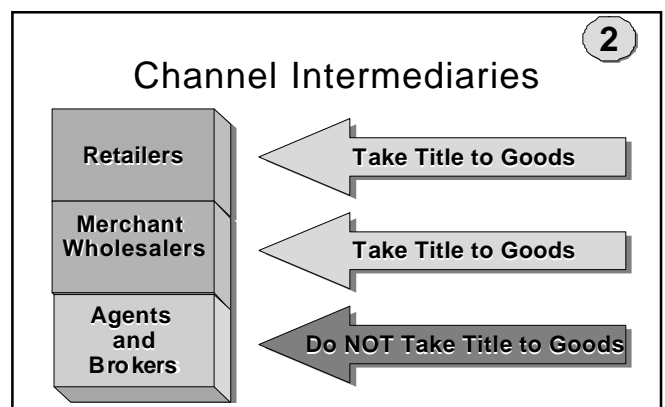 2
Channel Intermediaries
Retailers
Take Title to Goods
Merchant
Wholesalers
Take Title to Goods
Agents
and
Brokers
Do NOT Take Title to Goods